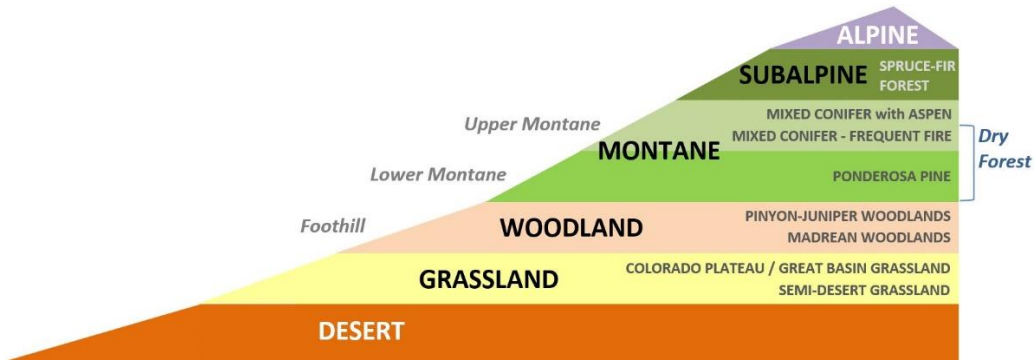 ALPINE
SUBALPINE
SPRUCE-FIR
FOREST
Upper Montane
MIXED CONIFER with ASPEN
MIXED CONIFER - FREQUENT FIRE
Dry
Forest
MONTANE
Lower Montane
PONDEROSA PINE
Foothill
WOODLAND
PINYON-JUNIPER WOODLANDS
MADREAN WOODLANDS
GRASSLAND
COLORADO PLATEAU / GREAT BASIN GRASSLAND
SEMI-DESERT GRASSLAND
DESERT